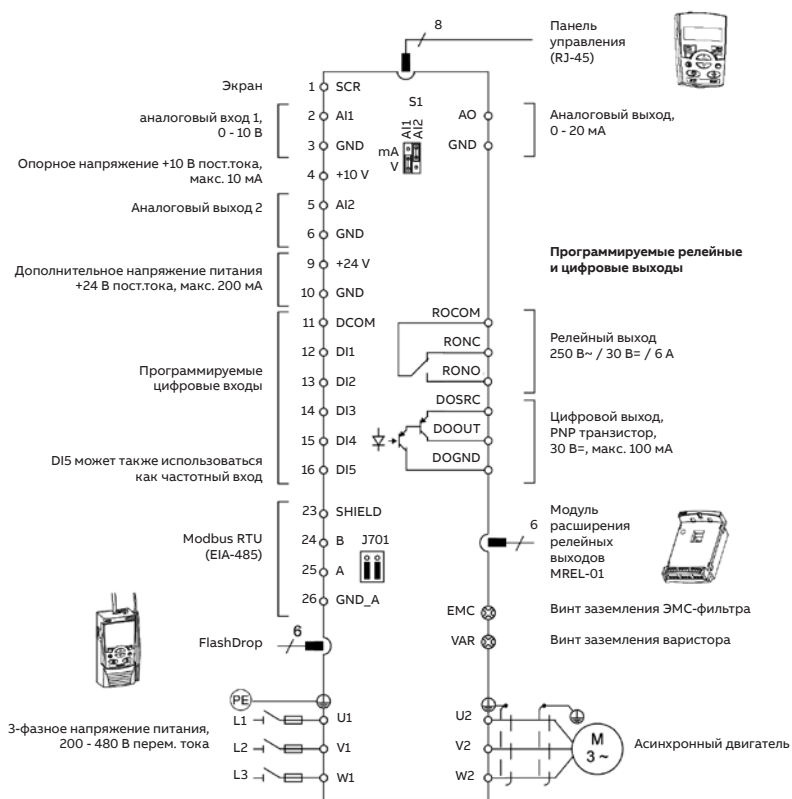 8
Панель
управления
(RJ-45)
Экран
1 SCR
аналоговый вход 1,
0 - 10 В
2 AI1
3 GND
S1
AI1
AI2
mA
V
AO
GND
Аналоговый выход,
0 - 20 мА
Опорное напряжение +10 В пост.тока,
макс. 10 мА
4 +10 V
Аналоговый выход 2
5 AI2
6 GND
Программируемые релейные
и цифровые выходы
Дополнительное напряжение питания
+24 В пост.тока, макс. 200 мА
9 +24 V
10 GND
Программируемые
цифровые входы
11 DCOM
12 DI1
13 DI2
14 DI3
15 DI4
16 DI5
DI5 может также использоваться
как частотный вход
ROCOM
RONC
RONO
Релейный выход
250 В~ / 30 В= / 6 А
DOSRC
DOOUT
DOGND
Цифровой выход,
PNP транзистор,
30 В=, макс. 100 мА
Modbus RTU
(EIA-485)
23 SHIELD
24 B
J701
25 A
26 GND_A
6
Модуль
расширения
релейных
выходов
MREL-01
EMC
Винт заземления ЭМС-фильтра
VAR
Винт заземления варистора
FlashDrop
6
PE
3-фазное напряжение питания,
200 - 480 В перем. тока
L1
U1
L2
V1
L3
W1
U2
V2
W2
M
3 ~
Асинхронный двигатель